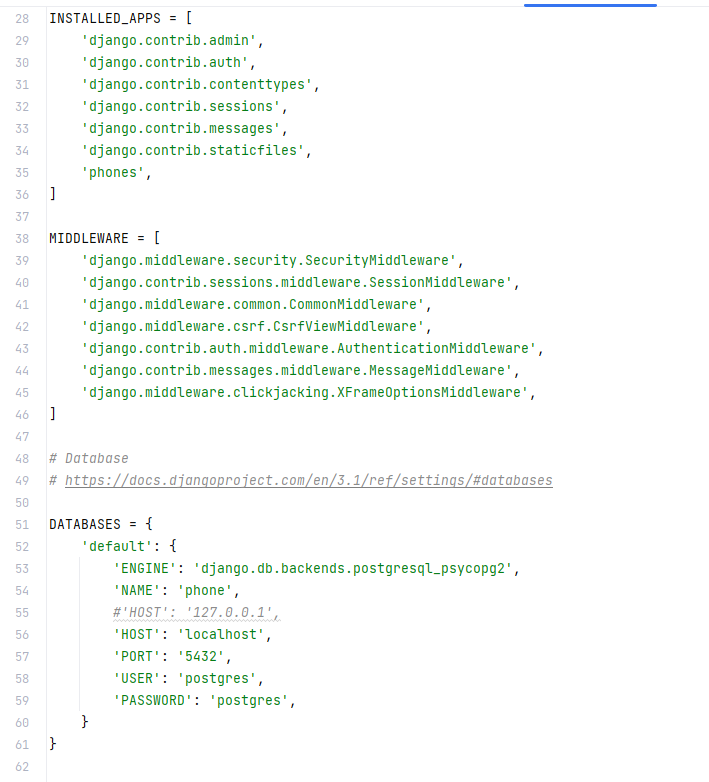 28 INSTALLED_APPS = [
29     'django.contrib.admin',
30     'django.contrib.auth',
31     'django.contrib.contenttypes',
32     'django.contrib.sessions',
33     'django.contrib.messages',
34     'django.contrib.staticfiles',
35     'phones',
36 ]
37
38 MIDDLEWARE = [
39     'django.middleware.security.SecurityMiddleware',
40     'django.contrib.sessions.middleware.SessionMiddleware',
41     'django.middleware.common.CommonMiddleware',
42     'django.middleware.csrf.CsrfViewMiddleware',
43     'django.contrib.auth.middleware.AuthenticationMiddleware',
44     'django.contrib.messages.middleware.MessageMiddleware',
45     'django.middleware.clickjacking.XFrameOptionsMiddleware',
46 ]
47
48 # Database
49 # https://docs.djangoproject.com/en/3.1/ref/settings/#databases
50
51 DATABASES = {
52     'default': {
53         'ENGINE': 'django.db.backends.postgresql_psycopg2',
54         'NAME': 'phone',
55         #'HOST': '127.0.0.1',
56         'HOST': 'localhost',
57         'PORT': '5432',
58         'USER': 'postgres',
59         'PASSWORD': 'postgres',
60     }
61 }
62